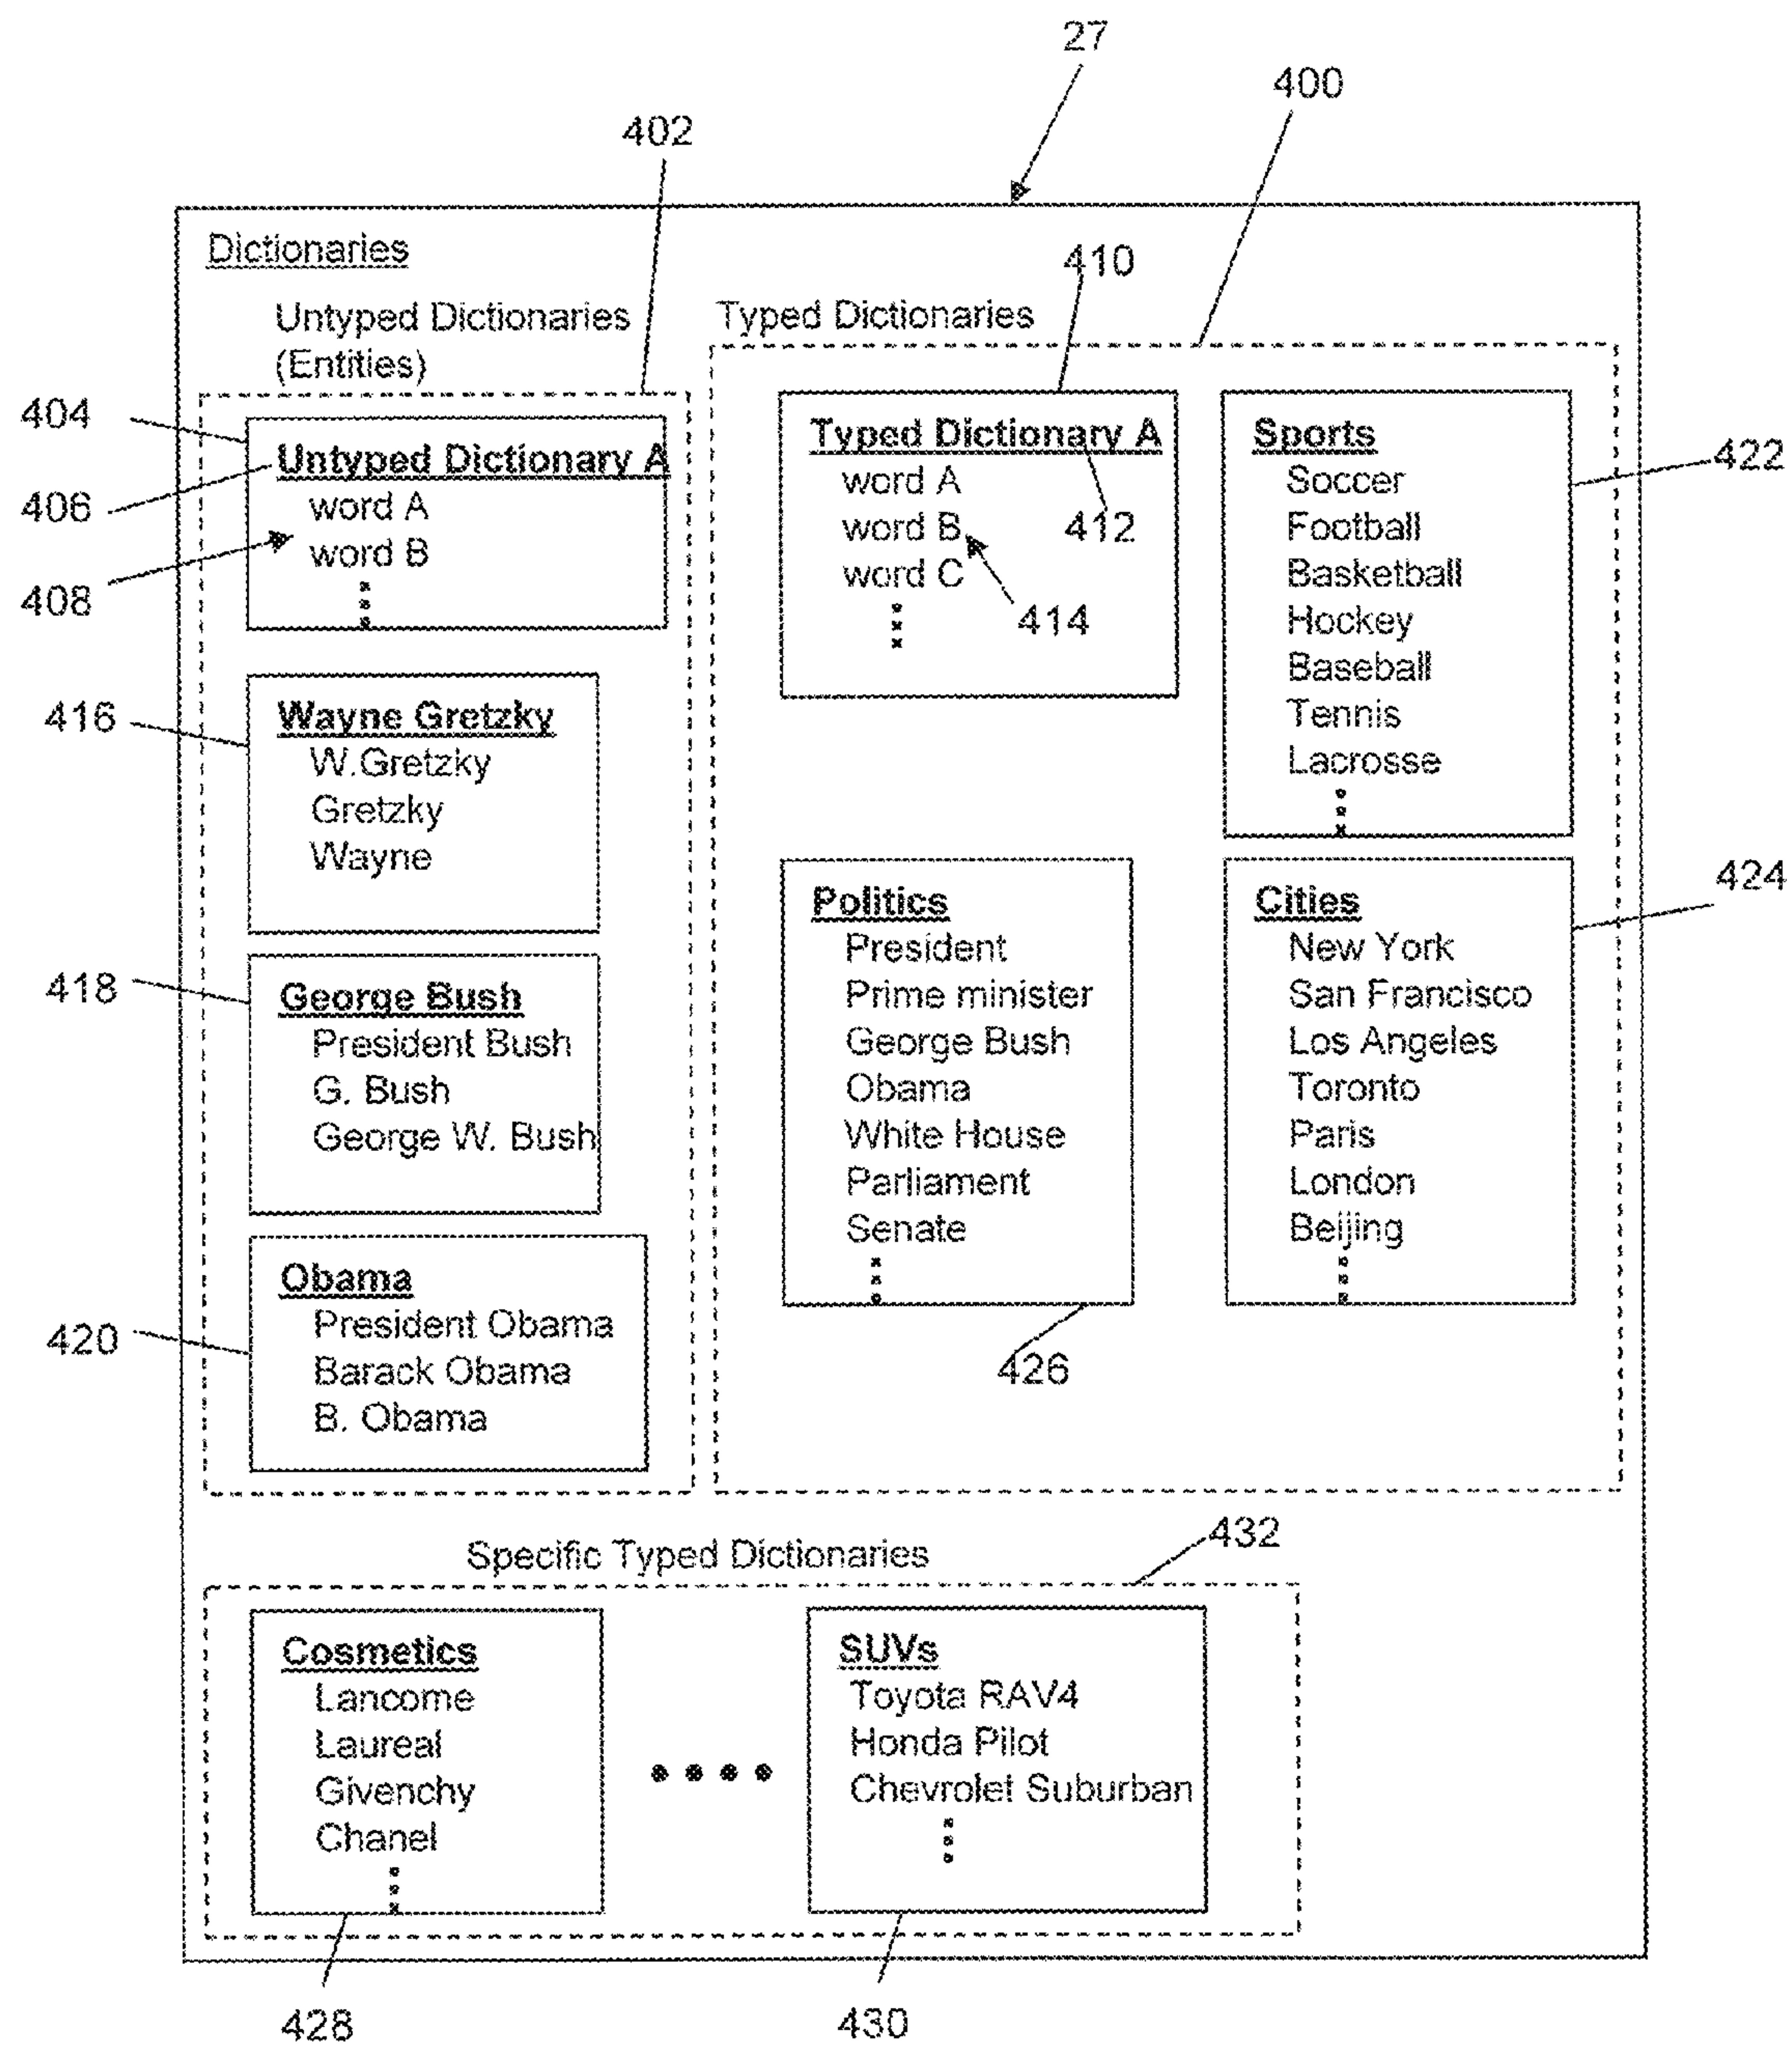 27
400
402
Dictionaries
410
Untyped Dictionaries
(Entities)
Typed Dictionaries
404
Untyped Dictionary A
406
word A
word B
408
Typed Dictionary A
word A
word B
412
word C
414
Sports
422
Soccer
Football
Basketball
Hockey
Baseball
Tennis
Lacrosse
416
Wayne Gretzky
W.Gretzky
Gretzky
Wayne
418
George Bush
President Bush
G. Bush
George W. Bush
420
Obama
President Obama
Barack Obama
B. Obama
Politics
President
Prime minister
George Bush
Obama
White House
Parliament
Senate
426
424
Cities
New York
San Francisco
Los Angeles
Toronto
Paris
London
Beijing
Specific Typed Dictionaries
432
Cosmetics
Lancome
Laureal
Givenchy
Chanel
SUVs
Toyota RAV4
Honda Pilot
Chevrolet Suburban
428
430